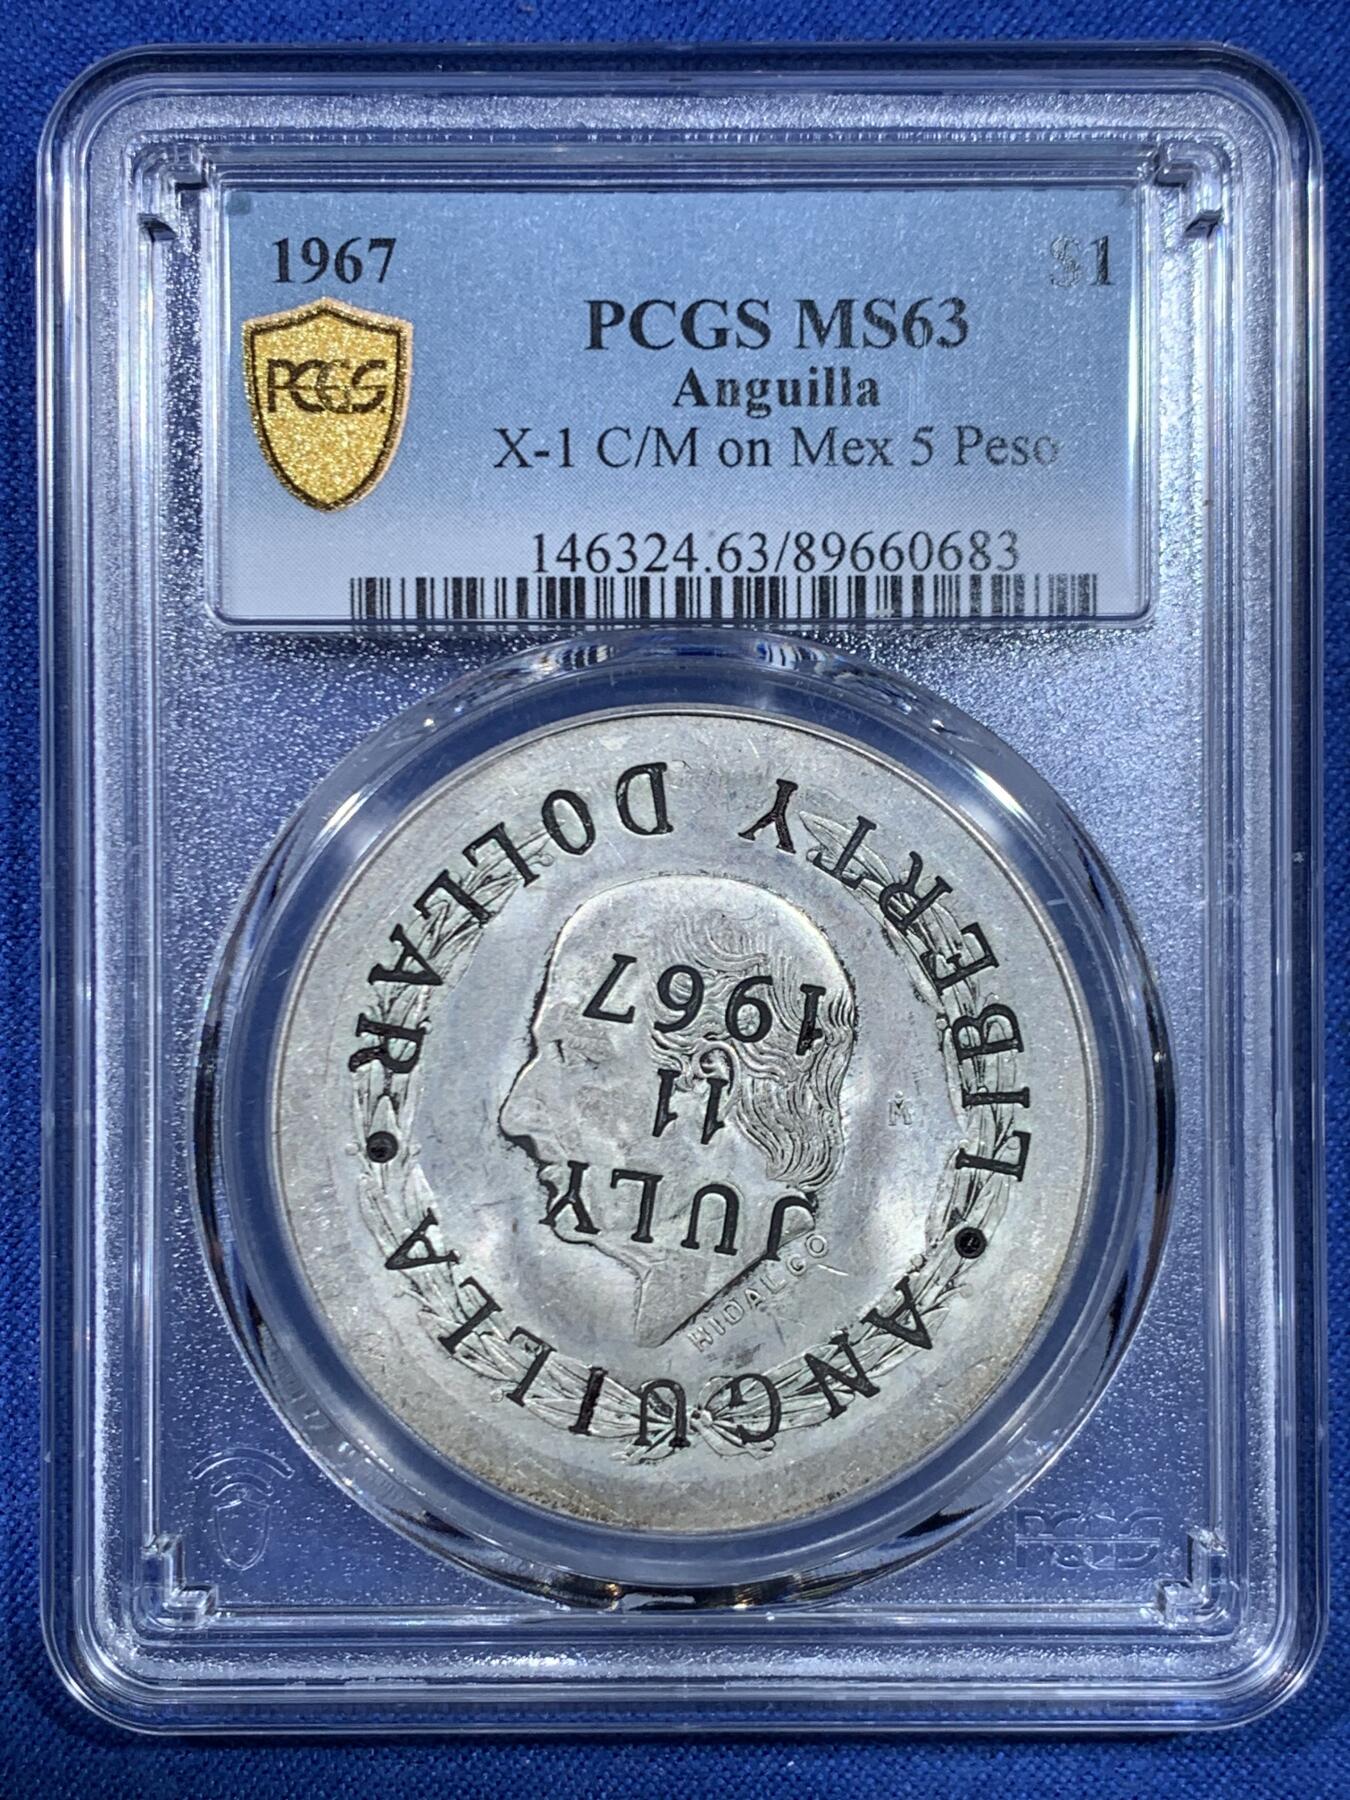 1967 $1
PCGS MS63
PCGS
Anguilla
X-1 C/M on Mex 5 Peso
146324.63/89660683
ANGUILLA • LIBERTY DOLLAR •
JULY
11
1967
HIDALGO
M
PCGS